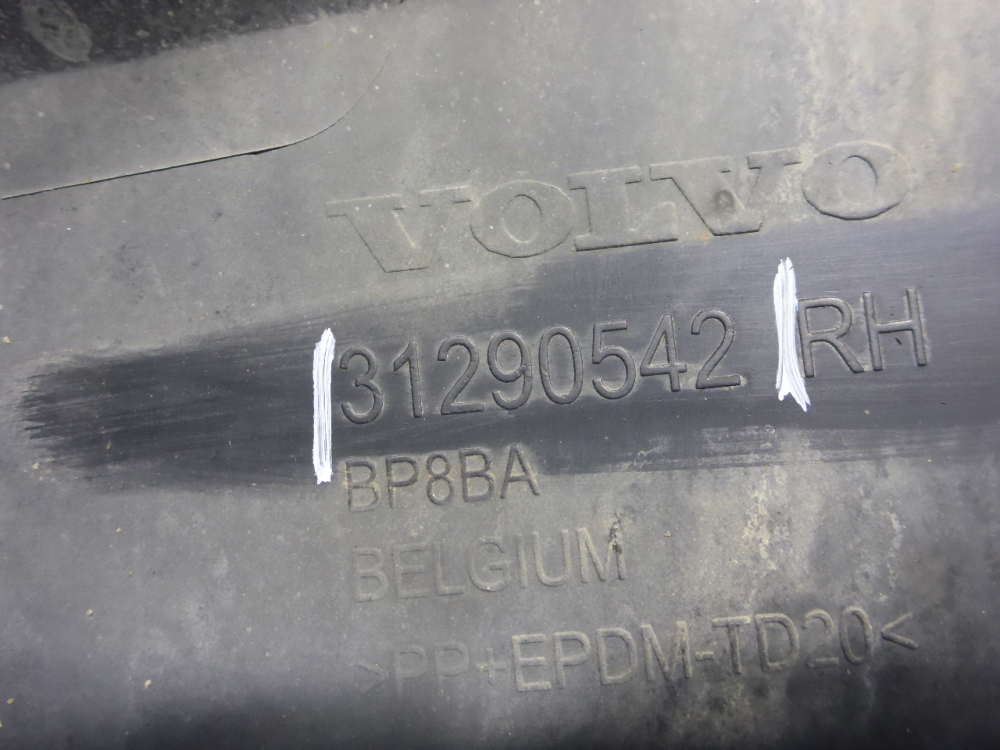 VOLVO
31290542 RH
BP8BA
BELGIUM
>PP+EPDM-TD20<